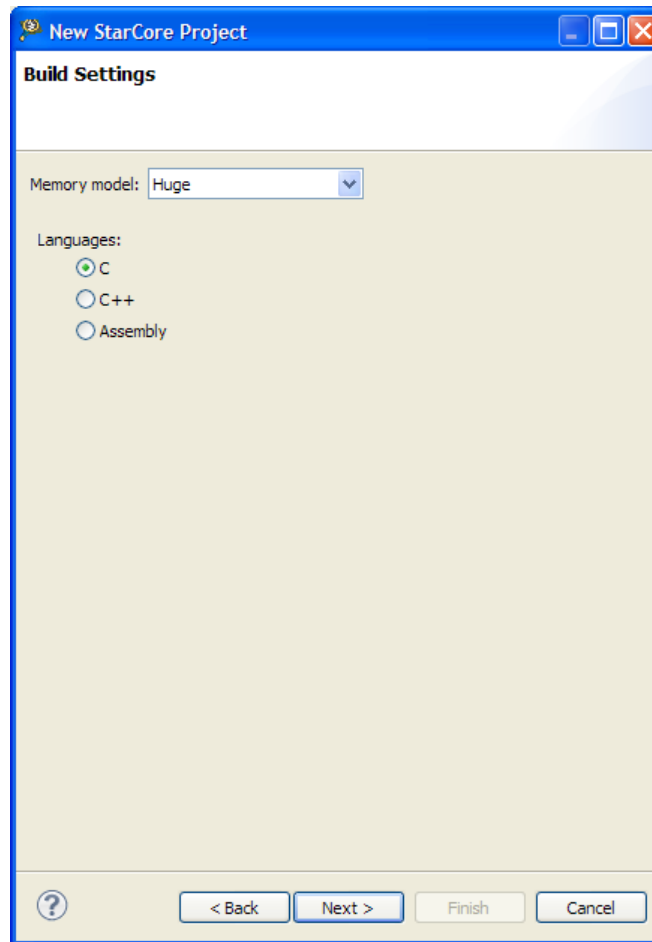 New StarCore Project
Build Settings
Memory model: Huge
Languages:
C
C++
Assembly
? < Back Next > Finish Cancel